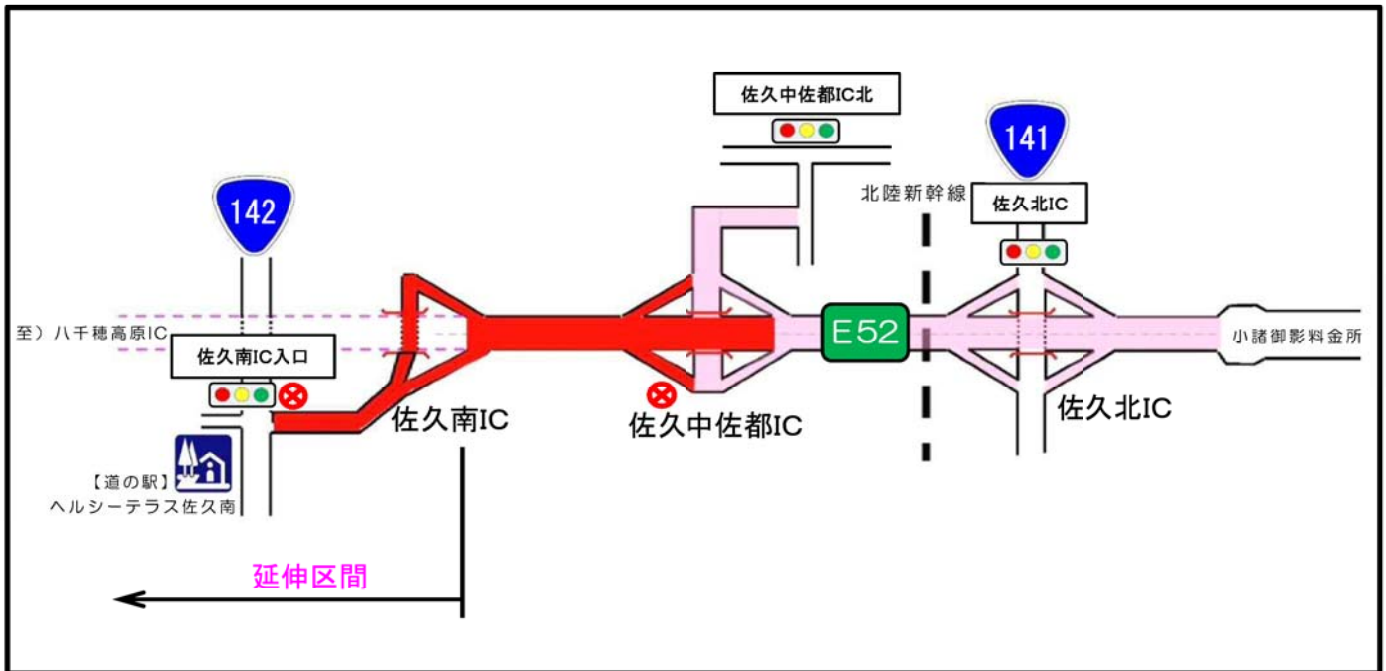 佐久中佐都IC北
141
北陸新幹線
佐久北IC
142
至）八千穂高原IC
佐久南IC入口
E52
小諸御影料金所
佐久南IC
佐久中佐都IC
佐久北IC
【道の駅】
ヘルシーテラス佐久南
延伸区間